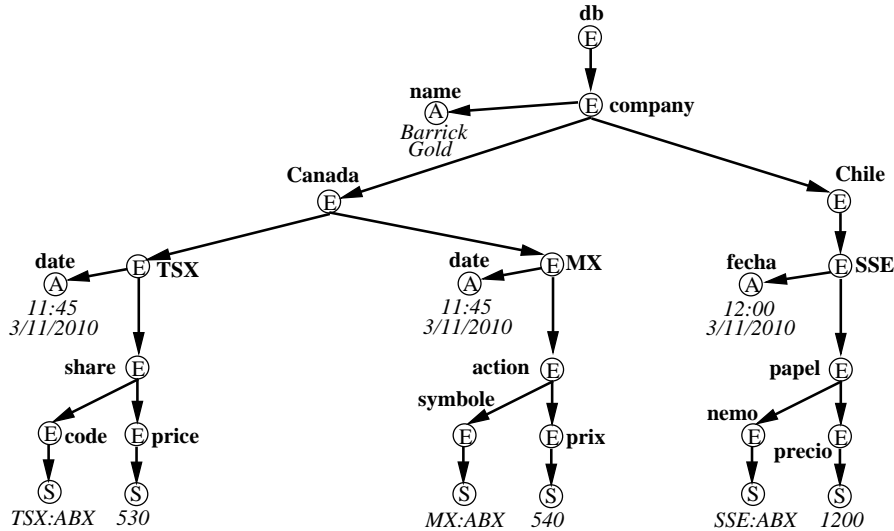 db
E
name
E company
A
Barrick
Gold
Canada
Chile
E
E
date
date
fecha
E TSX
E MX
E SSE
A
A
A
11:45
3/11/2010
11:45
3/11/2010
12:00
3/11/2010
share E
action E
papel E
symbole
nemo
E code
E price
E
E prix
E
precio E
S
S
S
S
S
S
TSX:ABX
530
MX:ABX
540
SSE:ABX
1200